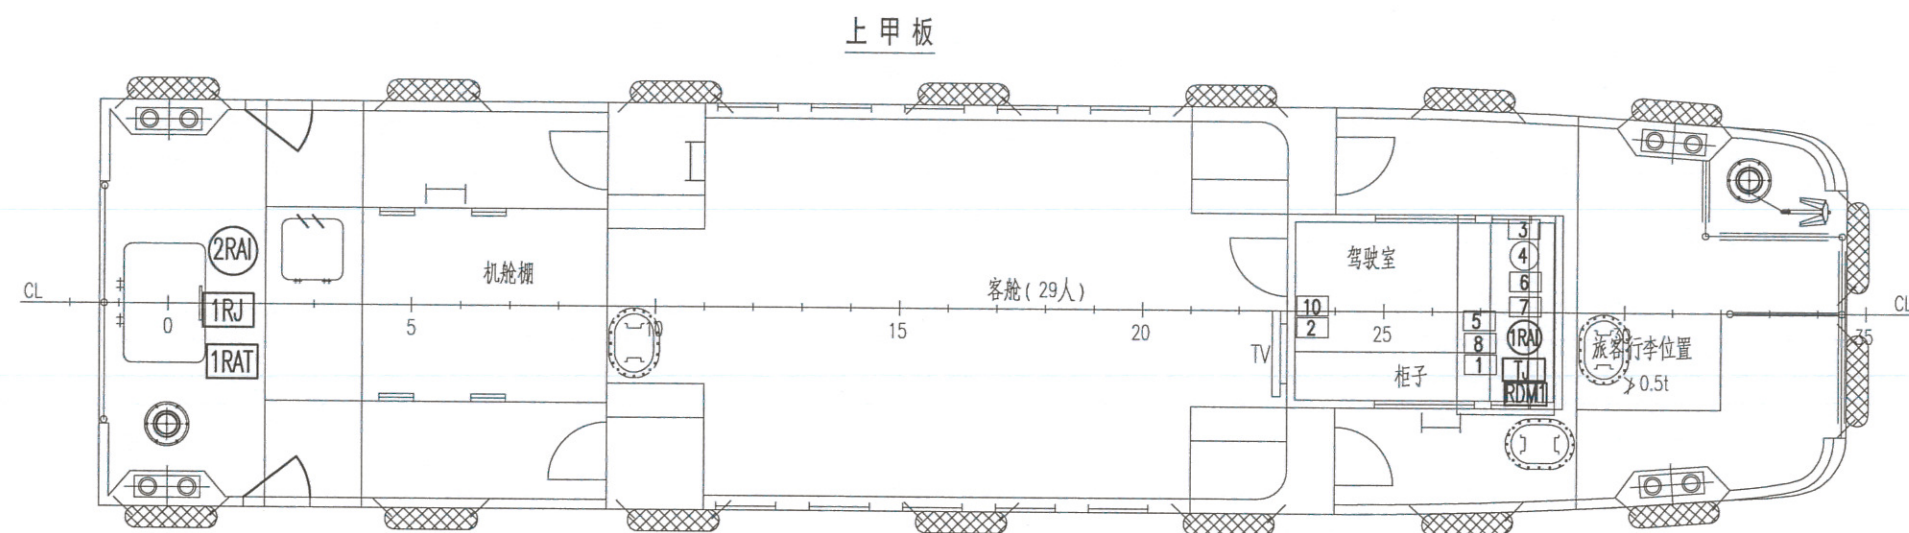 上甲板
2RAI
1RJ
1RAT
机舱棚
客舱(29人)
驾驶室
柜子
TV
10
2
5
8
1
3
4
6
7
1RAI
TJ
RDM1
旅客行李位置
≯0.5t
CL
0
5
10
15
20
25
30
35
CL